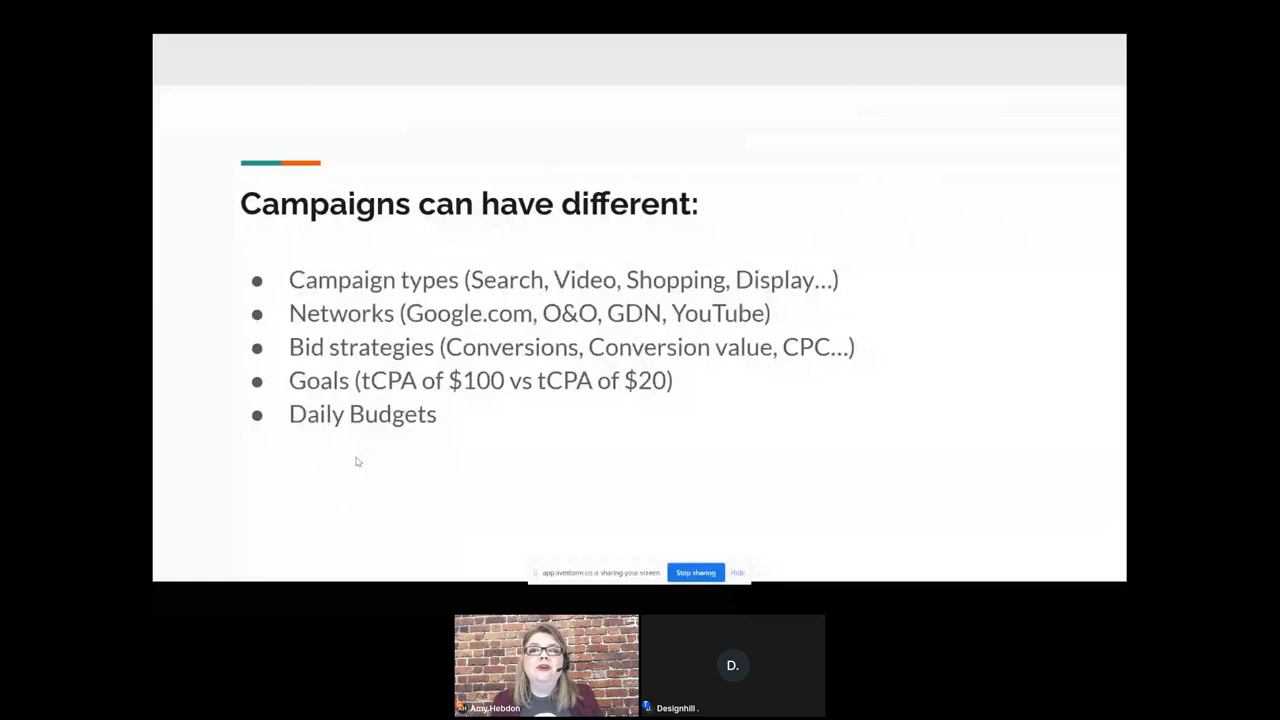 Campaigns can have different:
● Campaign types (Search, Video, Shopping, Display...)
● Networks (Google.com, O&O, GDN, YouTube)
● Bid strategies (Conversions, Conversion value, CPC...)
● Goals (tCPA of $100 vs tCPA of $20)
● Daily Budgets
app.livestorm.co is sharing your screen. Stop sharing Hide
D.
Amy Hebdon
Designhill .